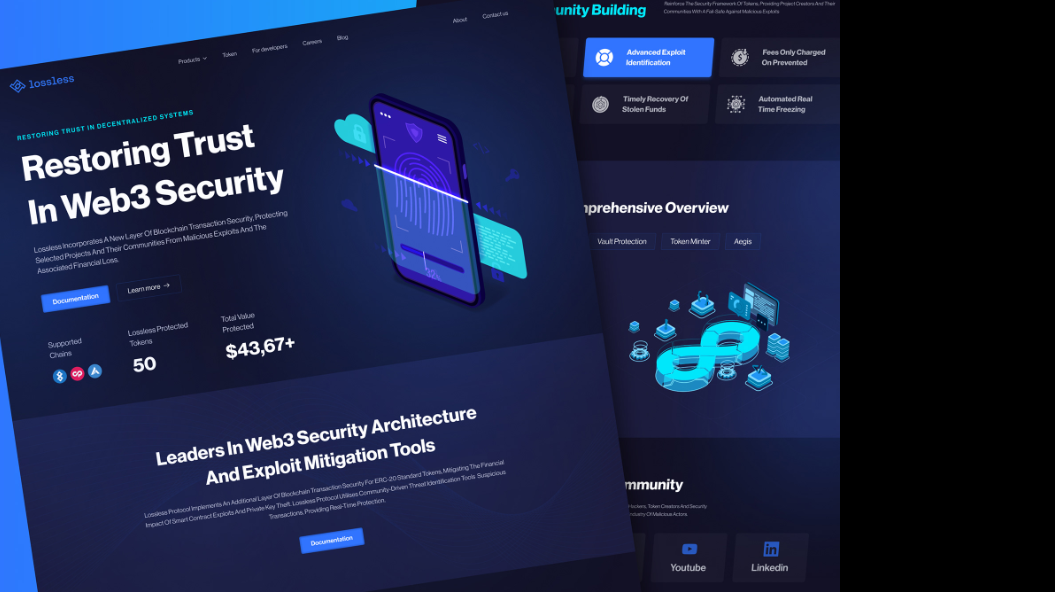 About
Contact us
Products
Token
For developers
Careers
Blog
lossless
RESTORING TRUST IN DECENTRALIZED SYSTEMS
Restoring Trust
In Web3 Security
Lossless Incorporates A New Layer Of Blockchain Transaction Security, Protecting
Selected Projects And Their Communities From Malicious Exploits And The
Associated Financial Loss.
Documentation
Learn more →
Supported
Chains
Lossless Protected
Tokens
50
Total Value
Protected
$43,67+
Leaders In Web3 Security Architecture
And Exploit Mitigation Tools
Lossless Protocol Implements An Additional Layer Of Blockchain Transaction Security For ERC-20 Standard Tokens, Mitigating The Financial
Impact Of Smart Contract Exploits And Private Key Theft. Lossless Protocol Utilises Community-Driven Threat Identification Tools Suspicious
Transactions, Providing Real-Time Protection.
Documentation
unity Building
Reinforce The Security Framework Of Tokens, Providing Project Creators And Their
Communities With A Fail Safe Against Malicious Exploits
Advanced Exploit
Identification
Fees Only Charged
On Prevented
Timely Recovery Of
Stolen Funds
Automated Real
Time Freezing
mprehensive Overview
Vault Protection
Token Minter
Aegis
mmunity
Hackers, Token Creators And Security
ndustry Of Malicious Actors.
Youtube
Linkedin